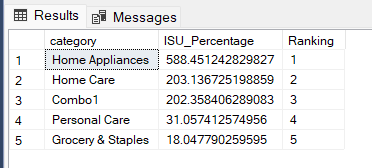 Results Messages
category ISU_Percentage Ranking
1 Home Appliances 588.451242829827 1
2 Home Care 203.136725198859 2
3 Combo1 202.358406289083 3
4 Personal Care 31.057412574956 4
5 Grocery & Staples 18.047790259595 5